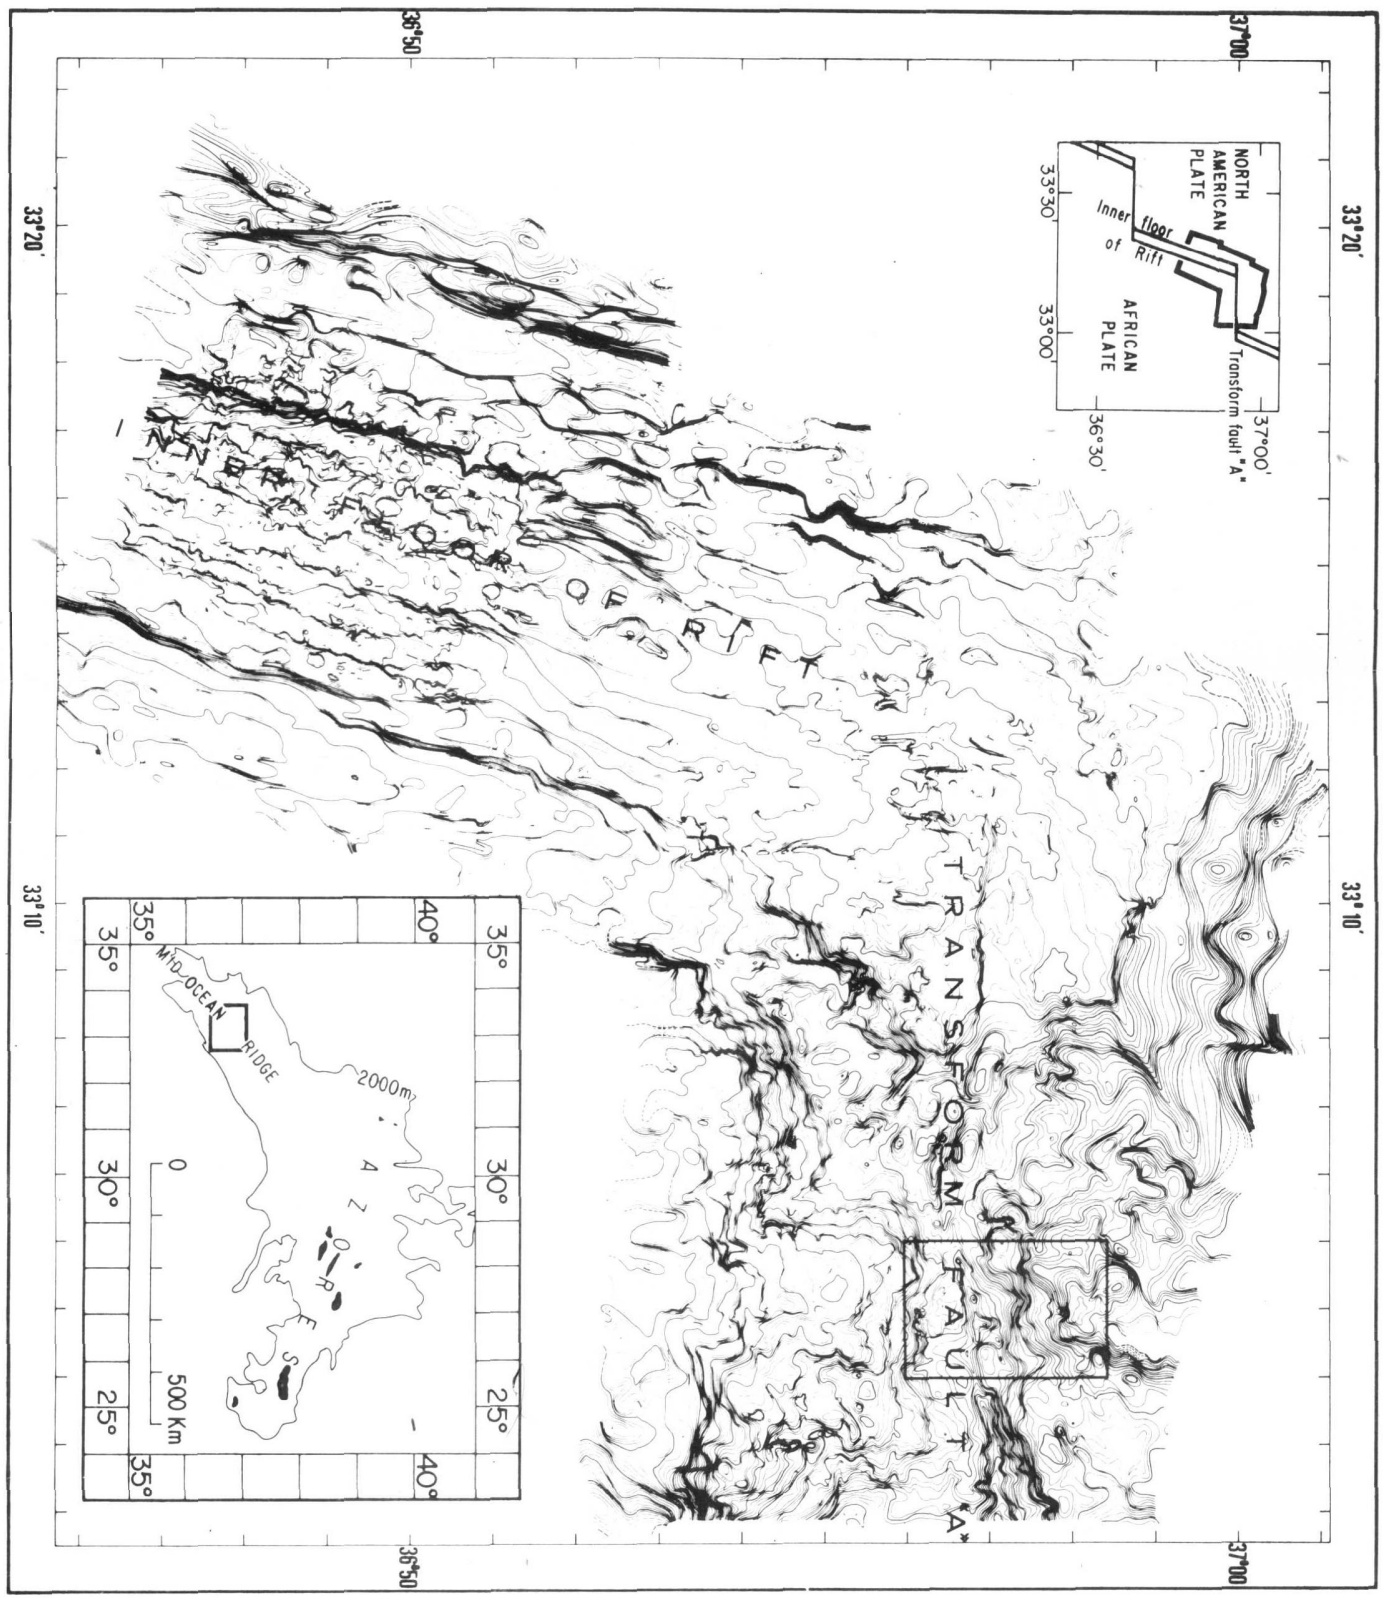 36°50'
37°00'
33°20'
33°20'
33°10'
33°10'
36°50'
37°00'
NORTH
AMERICAN
PLATE
33°30'
Inner floor
of Rift
AFRICAN
PLATE
33°00'
36°30'
37°00'
Transform fault "A"
INNER FLOOR OF RIFT
TRANSFORM FAULT "A"
40°
35°
35°
35°
MID-OCEAN
RIDGE
2000m
AZORES
30°
30°
0
500 Km
25°
25°
35°
40°